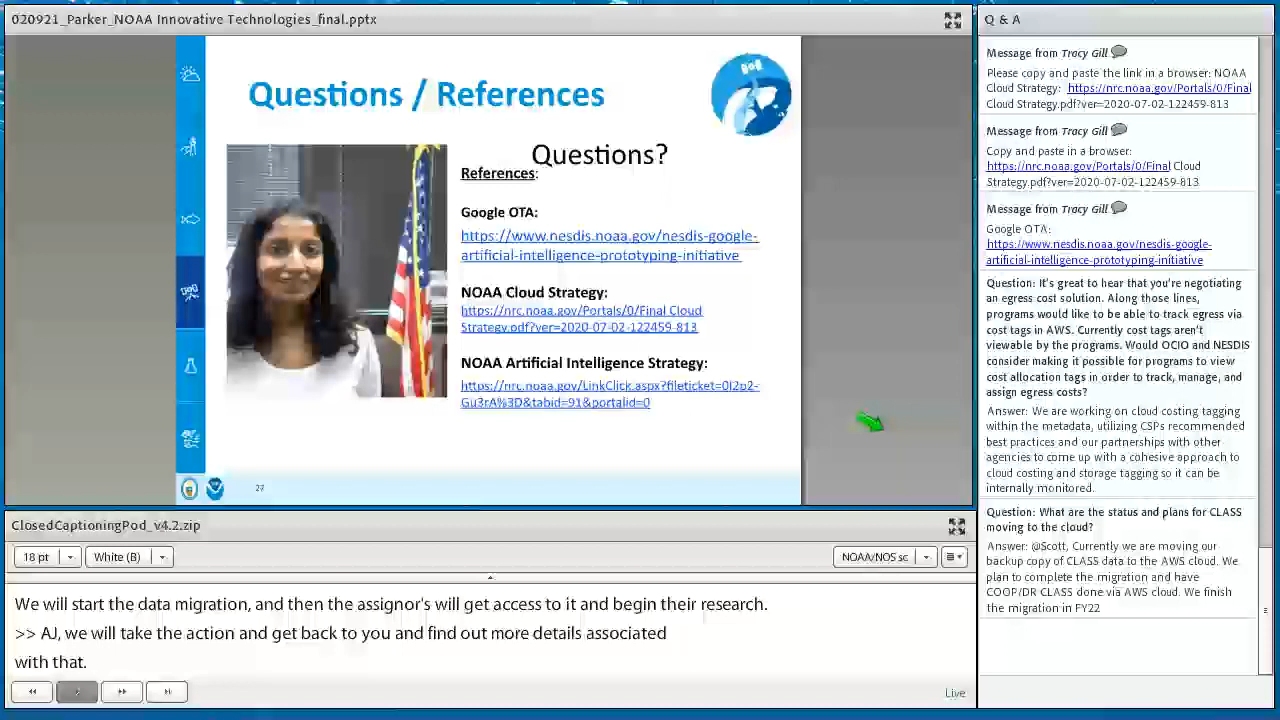 020921_Parker_NOAA Innovative Technologies_final.pptx
Questions / References
Questions?
References:
Google OTA:
https://www.nesdis.noaa.gov/nesdis-google-
artificial-intelligence-prototyping-initiative
NOAA Cloud Strategy:
https://nrc.noaa.gov/Portals/0/Final Cloud
Strategy.pdf?ver=2020-07-02-122459-813
NOAA Artificial Intelligence Strategy:
https://nrc.noaa.gov/LinkClick.aspx?fileticket=0I2p2-
Gu3rA%3D&tabid=91&portalid=0
27
ClosedCaptioningPod_v4.2.zip
18 pt
White (B)
NOAA/NOS sc
We will start the data migration, and then the assignor's will get access to it and begin their research.
>> AJ, we will take the action and get back to you and find out more details associated
with that.
Live
Q & A
Message from Tracy Gill
Please copy and paste the link in a browser: NOAA
Cloud Strategy: https://nrc.noaa.gov/Portals/0/Final
Cloud Strategy.pdf?ver=2020-07-02-122459-813
Message from Tracy Gill
Copy and paste in a browser:
https://nrc.noaa.gov/Portals/0/Final Cloud
Strategy.pdf?ver=2020-07-02-122459-813
Message from Tracy Gill
Google OTA:
https://www.nesdis.noaa.gov/nesdis-google-
artificial-intelligence-prototyping-initiative
Question: It's great to hear that you're negotiating
an egress cost solution. Along those lines,
programs would like to be able to track egress via
cost tags in AWS. Currently cost tags aren't
viewable by the programs. Would OCIO and NESDIS
consider making it possible for programs to view
cost allocation tags in order to track, manage, and
assign egress costs?
Answer: We are working on cloud costing tagging
within the metadata, utilizing CSPs recommended
best practices and our partnerships with other
agencies to come up with a cohesive approach to
cloud costing and storage tagging so it can be
internally monitored.
Question: What are the status and plans for CLASS
moving to the cloud?
Answer: @Scott, Currently we are moving our
backup copy of CLASS data to the AWS cloud. We
plan to complete the migration and have
COOP/DR CLASS done via AWS cloud. We finish
the migration in FY22